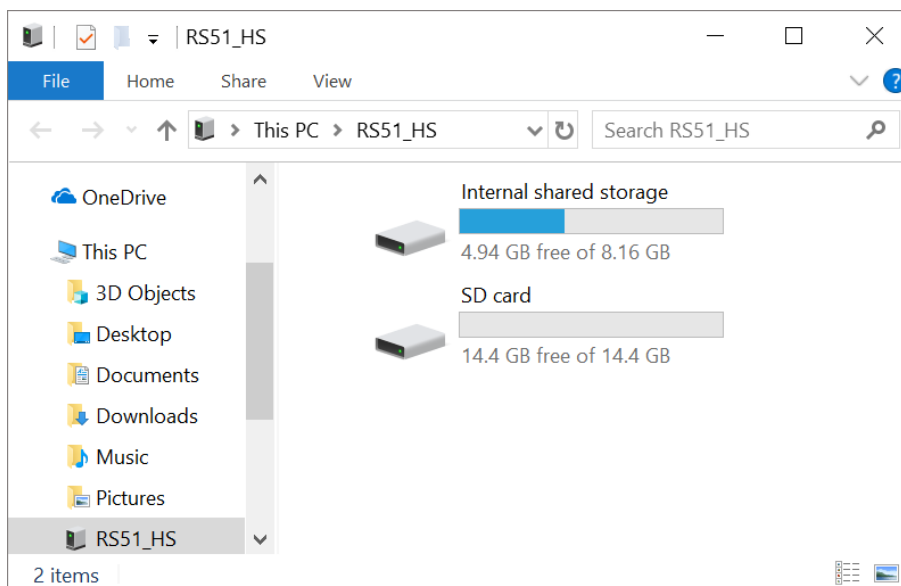 RS51_HS
File Home Share View ?
This PC > RS51_HS Search RS51_HS
OneDrive
This PC
3D Objects
Desktop
Documents
Downloads
Music
Pictures
RS51_HS
Internal shared storage
4.94 GB free of 8.16 GB
SD card
14.4 GB free of 14.4 GB
2 items